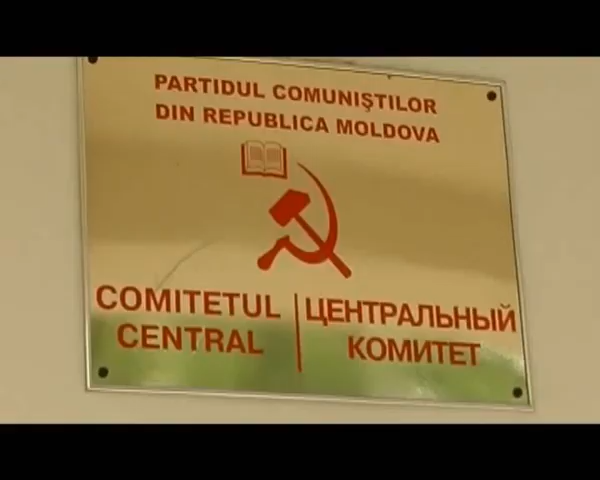 PARTIDUL COMUNIŞTILOR
DIN REPUBLICA MOLDOVA
COMITETUL
CENTRAL
ЦЕНТРАЛЬНЫЙ
КОМИТЕТ